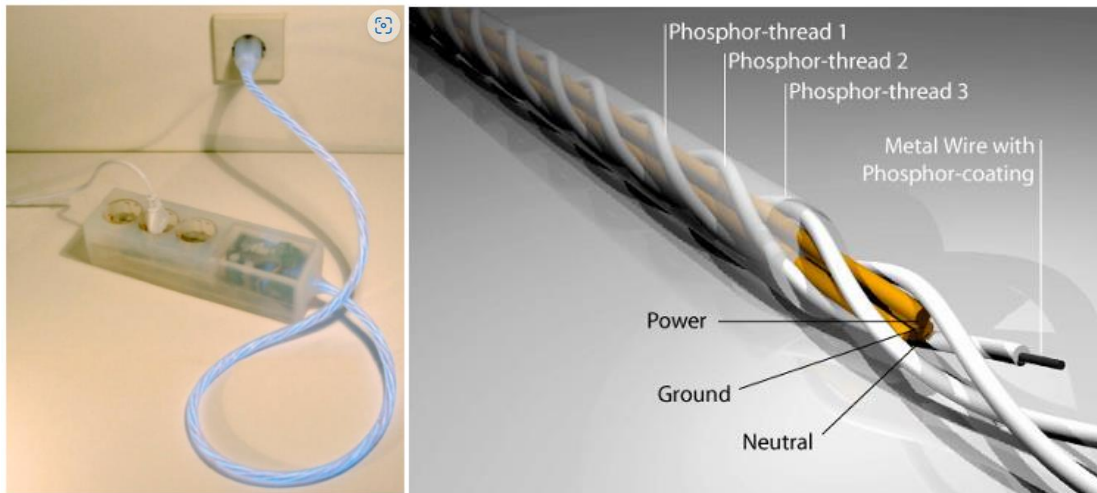 Phosphor-thread 1
Phosphor-thread 2
Phosphor-thread 3
Metal Wire with
Phosphor-coating
Power
Ground
Neutral